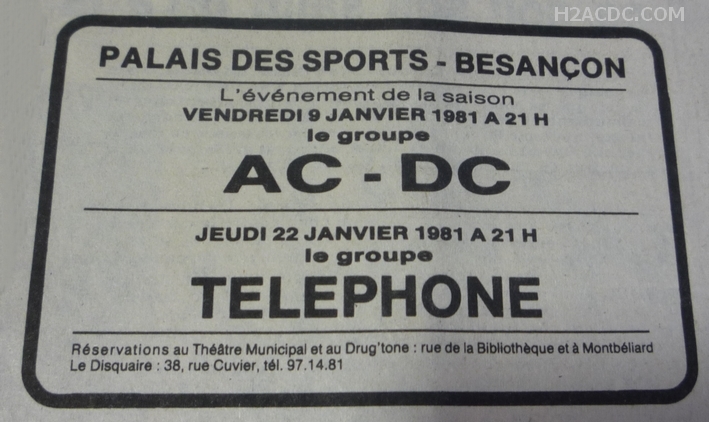 H2ACDC.COM
PALAIS DES SPORTS - BESANÇON
L'événement de la saison
VENDREDI 9 JANVIER 1981 A 21 H
le groupe
AC - DC
JEUDI 22 JANVIER 1981 A 21 H
le groupe
TELEPHONE
Réservations au Théâtre Municipal et au Drug'tone : rue de la Bibliothèque et à Montbéliard
Le Disquaire : 38, rue Cuvier, tél. 97.14.81